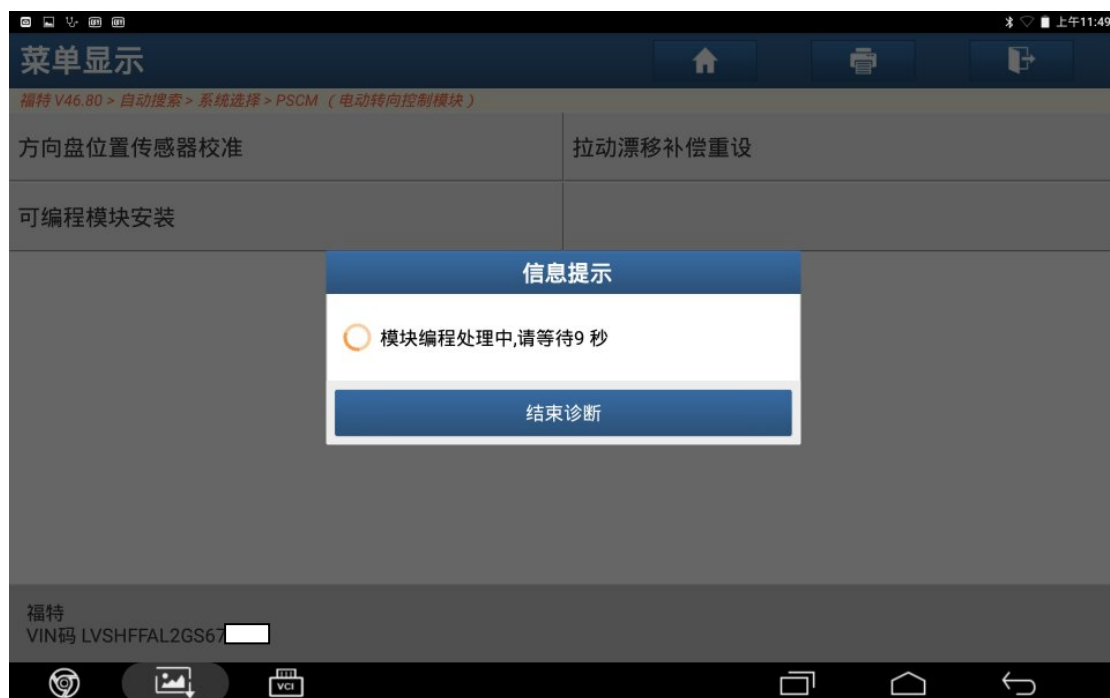 上午11:49
菜单显示
福特 V46.80 > 自动搜索 > 系统选择 > PSCM （电动转向控制模块）
方向盘位置传感器校准
拉动漂移补偿重设
可编程模块安装
信息提示
模块编程处理中,请等待9 秒
结束诊断
福特
VIN码 LVSHFFAL2GS67
VCI